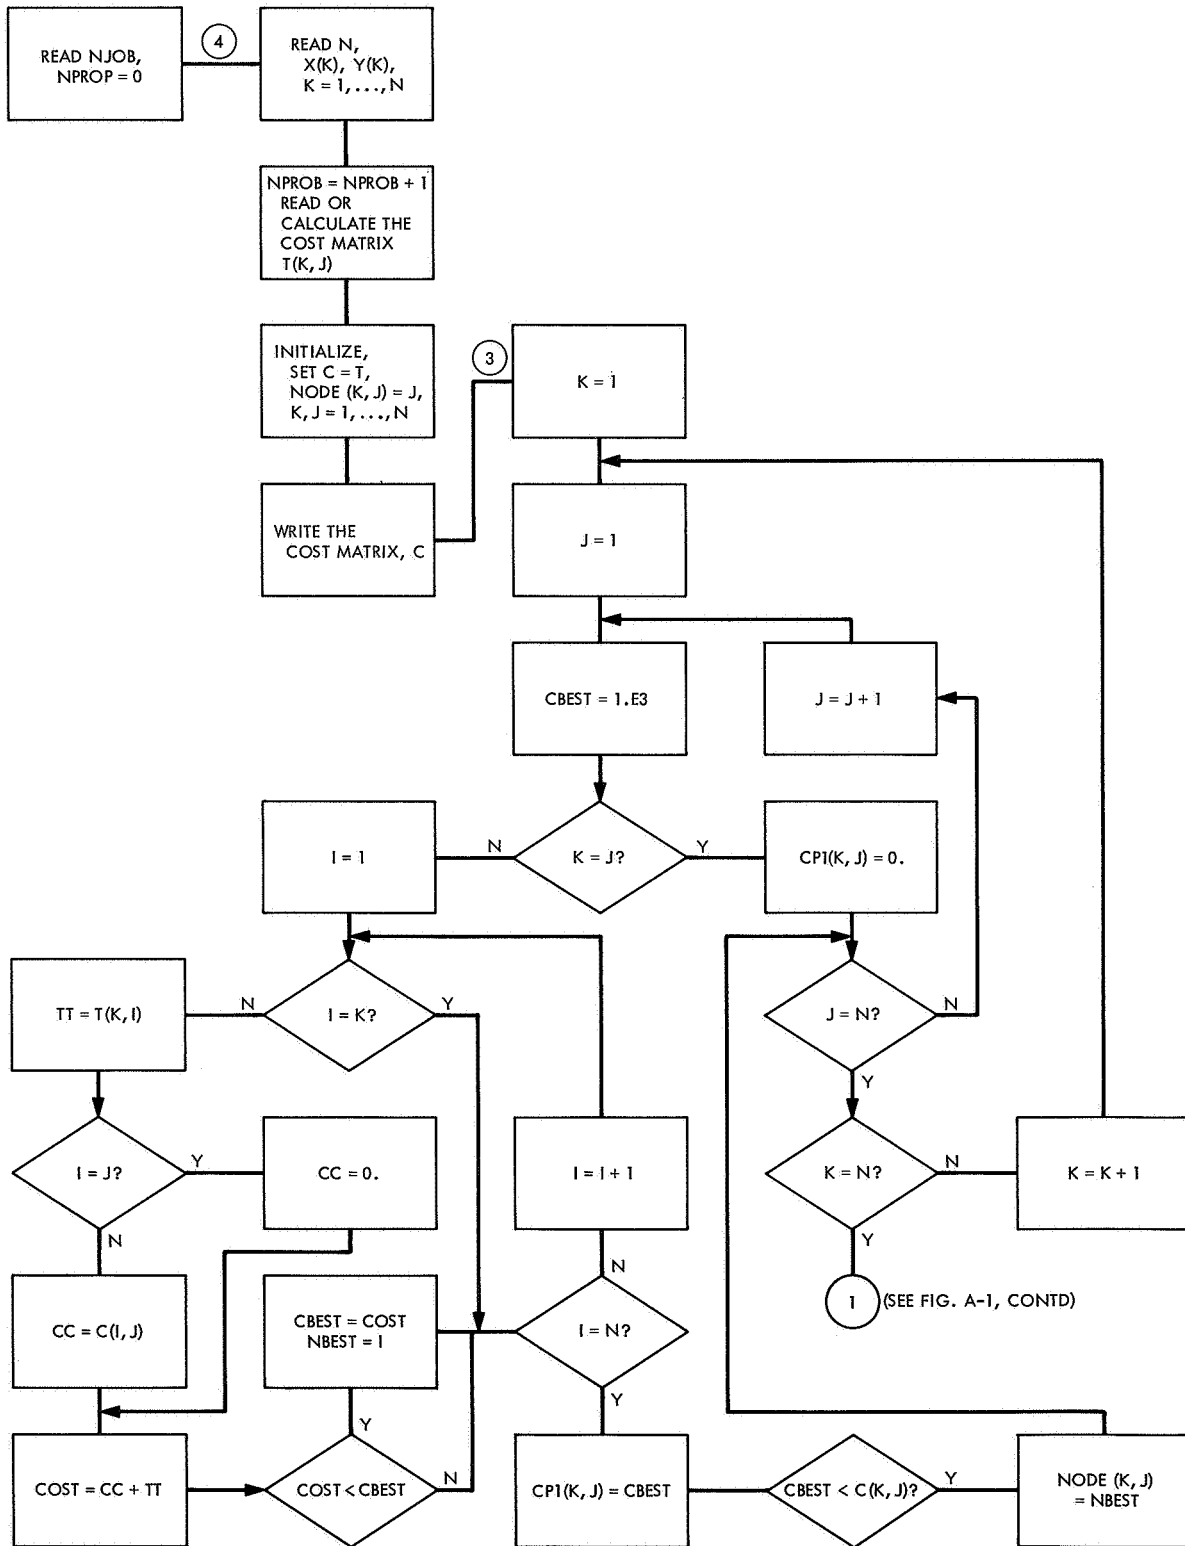 READ NJOB,
NPROP = 0
4
READ N,
X(K), Y(K),
K = 1, . . . , N
NPROB = NPROB + 1
READ OR
CALCULATE THE
COST MATRIX
T(K, J)
INITIALIZE,
SET C = T,
NODE (K, J) = J,
K, J = 1, . . . , N
3
K = 1
WRITE THE
COST MATRIX, C
J = 1
CBEST = 1.E3
J = J + 1
I = 1
N
K = J?
Y
CP1(K, J) = 0.
TT = T(K, I)
N
I = K?
Y
J = N?
N
Y
I = J?
Y
CC = 0.
I = I + 1
K = N?
N
K = K + 1
N
Y
N
CC = C(I, J)
CBEST = COST
NBEST = I
I = N?
1
(SEE FIG. A-1, CONTD)
Y
Y
COST = CC + TT
COST < CBEST
N
CP1(K, J) = CBEST
CBEST < C(K, J)?
Y
NODE (K, J)
= NBEST